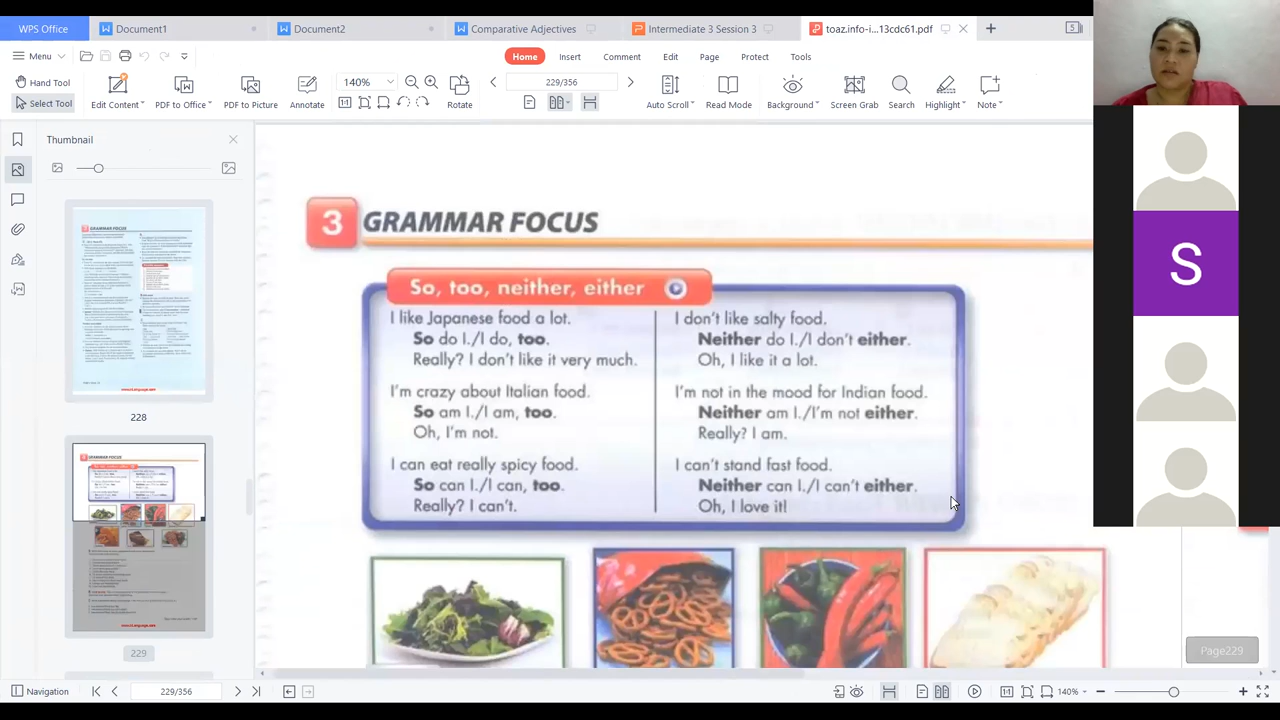 WPS Office Document1 Document2 Comparative Adjectives Intermediate 3 Session 3 toaz.info-i...13cdc61.pdf
Menu Home Insert Comment Edit Page Protect Tools
Hand Tool
Select Tool
Edit Content PDF to Office PDF to Picture Annotate
140%
Rotate
229/356
Auto Scroll Read Mode Background Screen Grab Search Highlight Note
Thumbnail
GRAMMAR FOCUS
228
GRAMMAR FOCUS
229
3 GRAMMAR FOCUS
So, too, neither, either
I like Japanese food a
So do I./I do, too.
Really? I don't like it very much.
I'm crazy about Italian food.
So am I./I am, too.
Oh, I'm not.
I can eat really spicy food.
So can I./I can, too.
Really? I can't.
I don't like salty food.
Neither do I./I don't either.
Oh, I like it a lot.
I'm not in the mood for Indian food.
Neither am I./I'm not either.
Really? I am.
I can't stand fast food.
Neither can I./I can't either.
Oh, I love it!
S
Page229
Navigation
229/356
140%